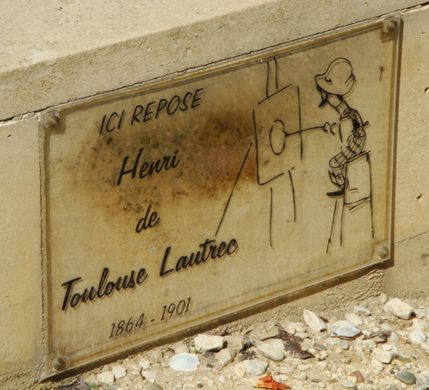 ICI REPOSE
Henri
de
Toulouse Lautrec
1864 - 1901